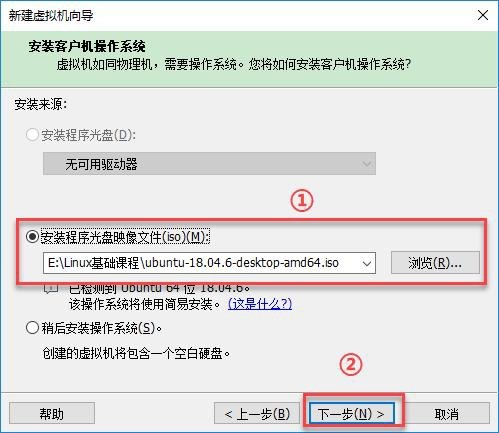 新建虚拟机向导
安装客户机操作系统
虚拟机如同物理机，需要操作系统。您将如何安装客户机操作系统?
安装来源:
安装程序光盘(D):
无可用驱动器
①
安装程序光盘映像文件(iso)(M):
E:\Linux基础课程\ubuntu-18.04.6-desktop-amd64.iso
浏览(R)...
已检测到 Ubuntu 64 位 18.04.6。
该操作系统将使用简易安装。(这是什么?)
稍后安装操作系统(S)。
创建的虚拟机将包含一个空白硬盘。
②
帮助
< 上一步(B)
下一步(N) >
取消